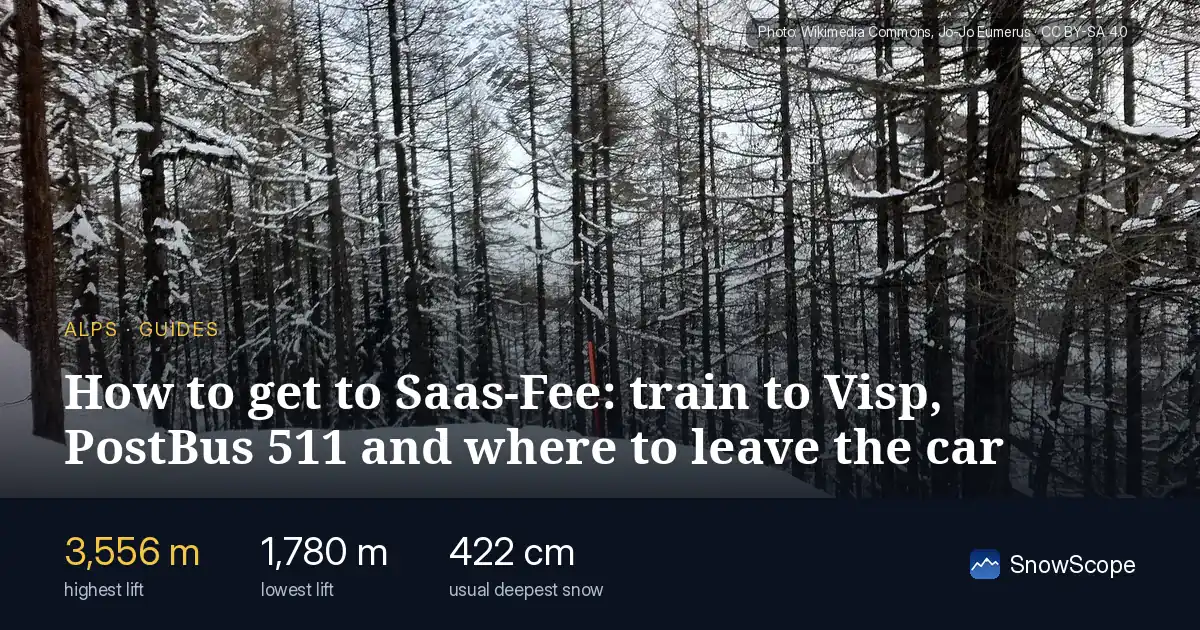 Photo: Wikimedia Commons, Jo-Jo Eumerus · CC BY-SA 4.0
ALPS · GUIDES
How to get to Saas-Fee: train to Visp,
PostBus 511 and where to leave the car
3,556 m
highest lift
1,780 m
lowest lift
422 cm
usual deepest snow
SnowScope